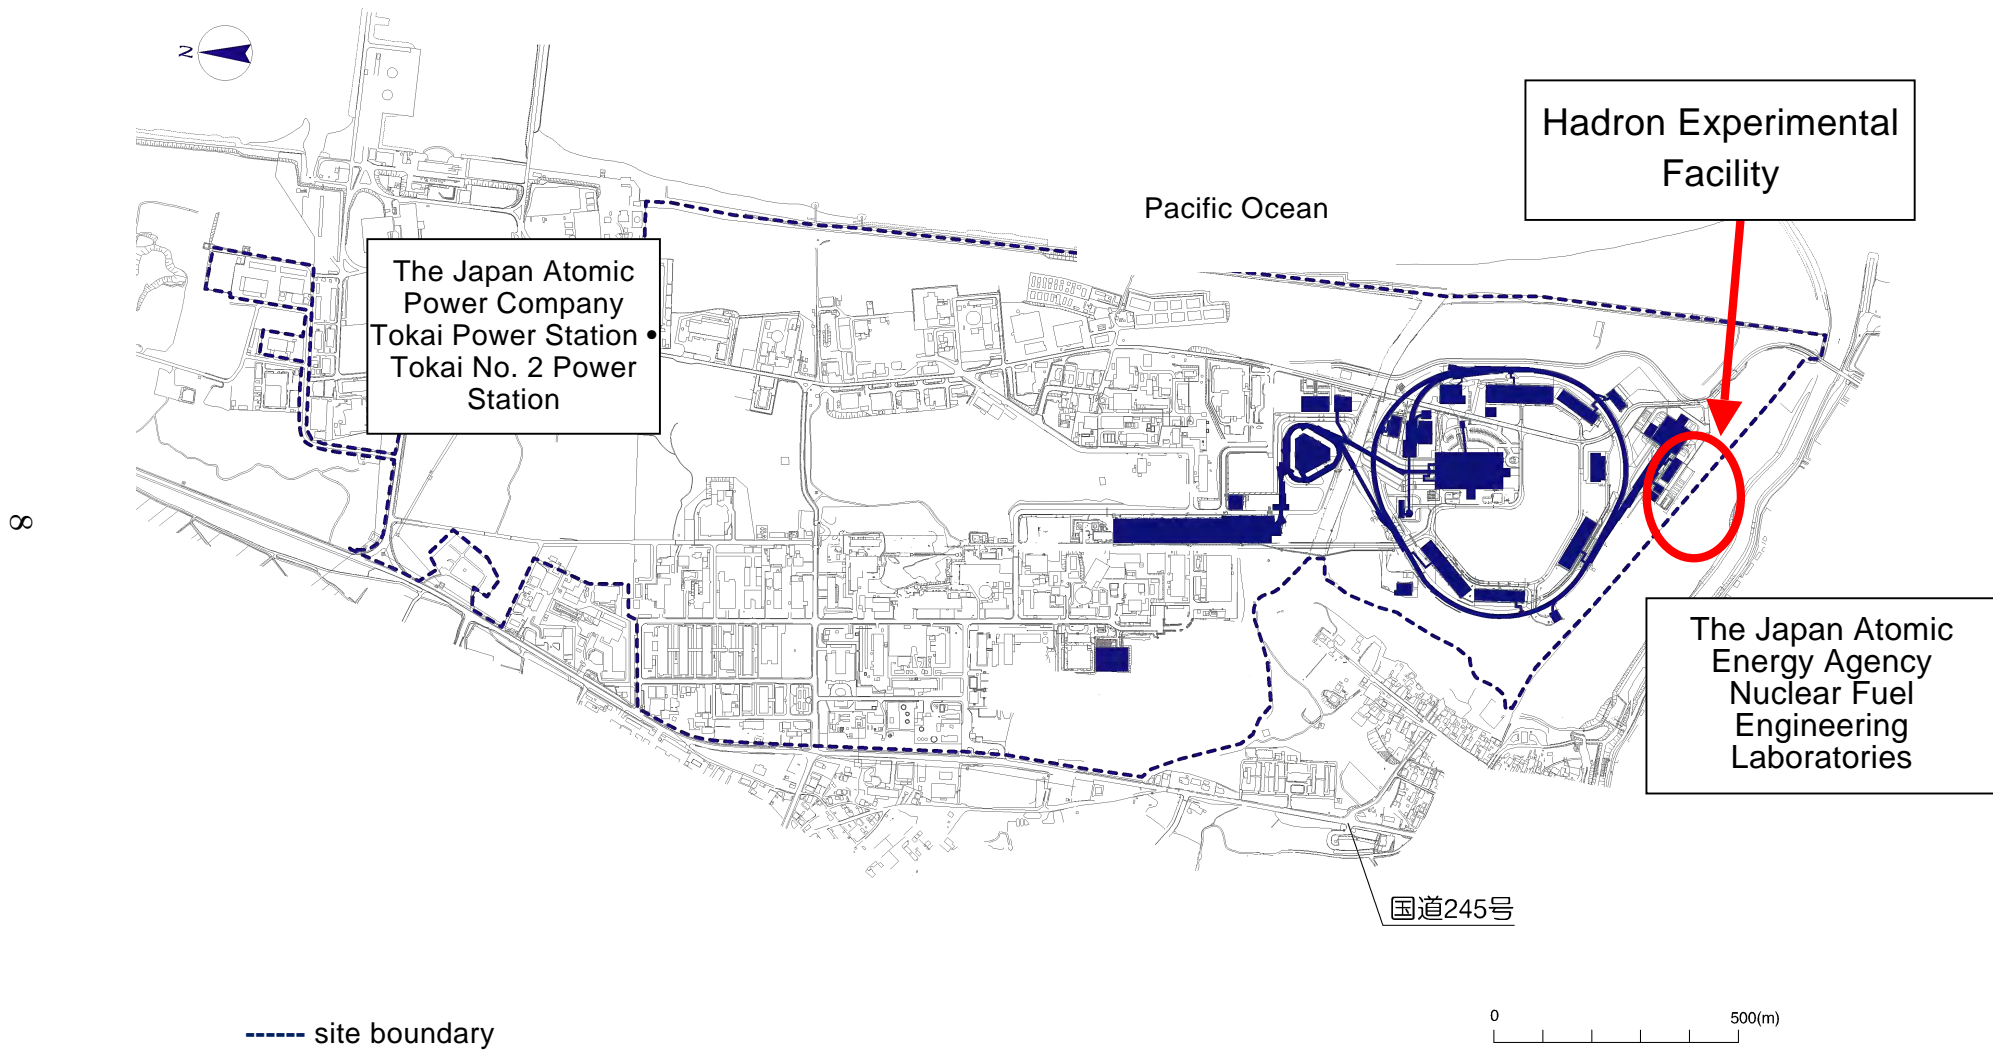 N
Hadron Experimental
Facility
Pacific Ocean
The Japan Atomic
Power Company
Tokai Power Station •
Tokai No. 2 Power
Station
8
The Japan Atomic
Energy Agency
Nuclear Fuel
Engineering
Laboratories
国道245号
0 500(m)
site boundary